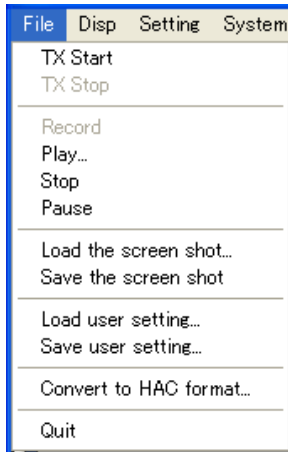 File Disp Setting System
TX Start
TX Stop
Record
Play...
Stop
Pause
Load the screen shot...
Save the screen shot
Load user setting...
Save user setting...
Convert to HAC format...
Quit